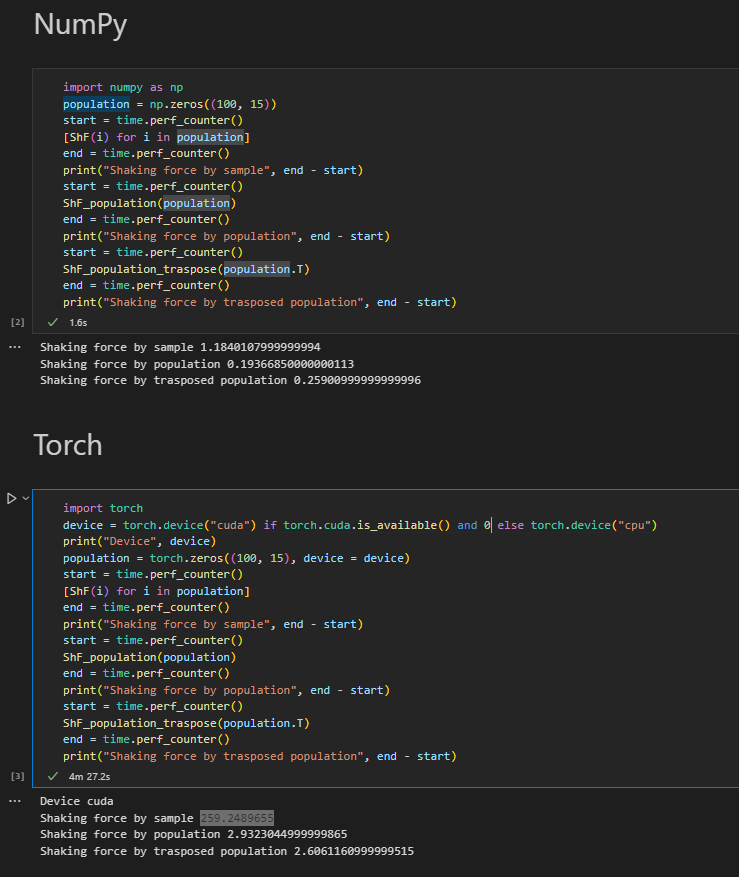 NumPy
import numpy as np
population = np.zeros((100, 15))
start = time.perf_counter()
[ShF(i) for i in population]
end = time.perf_counter()
print("Shaking force by sample", end - start)
start = time.perf_counter()
ShF_population(population)
end = time.perf_counter()
print("Shaking force by population", end - start)
start = time.perf_counter()
ShF_population_traspose(population.T)
end = time.perf_counter()
print("Shaking force by trasposed population", end - start)
[2] 1.6s
... Shaking force by sample 1.1840107999999994
Shaking force by population 0.19366850000000113
Shaking force by trasposed population 0.25900999999999996
Torch
import torch
device = torch.device("cuda") if torch.cuda.is_available() and 0 else torch.device("cpu")
print("Device", device)
population = torch.zeros((100, 15), device = device)
start = time.perf_counter()
[ShF(i) for i in population]
end = time.perf_counter()
print("Shaking force by sample", end - start)
start = time.perf_counter()
ShF_population(population)
end = time.perf_counter()
print("Shaking force by population", end - start)
start = time.perf_counter()
ShF_population_traspose(population.T)
end = time.perf_counter()
print("Shaking force by trasposed population", end - start)
[3] 4m 27.2s
... Device cuda
Shaking force by sample 259.2489655
Shaking force by population 2.9323044999999865
Shaking force by trasposed population 2.6061160999999515